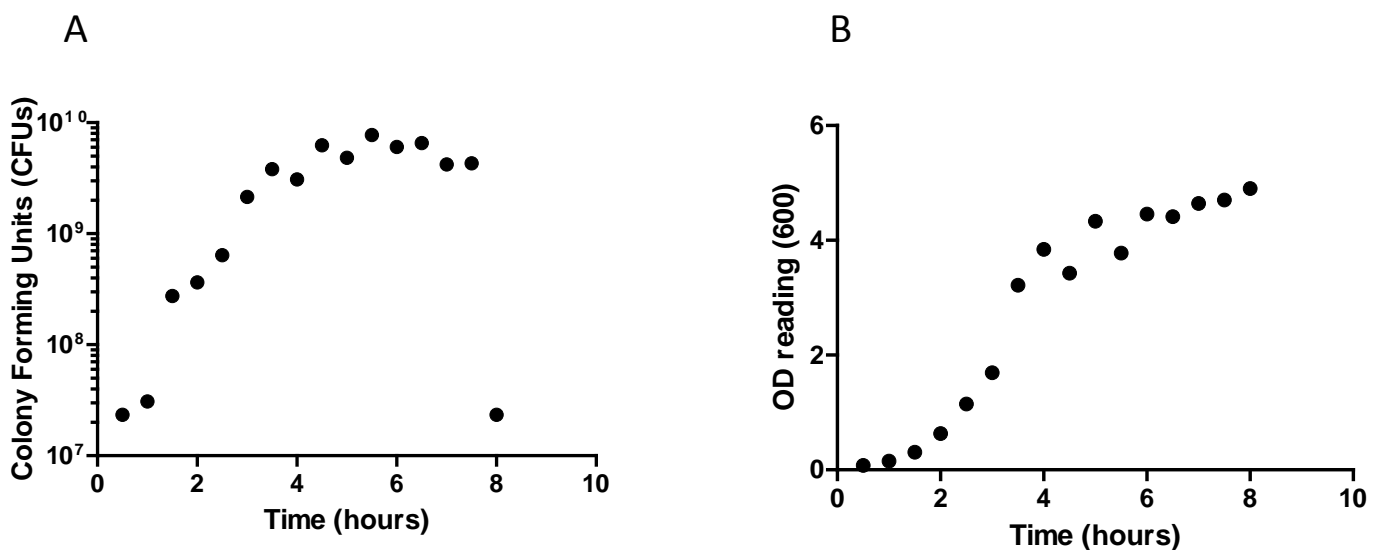 A
Colony Forming Units (CFUs)
10^10
10^9
10^8
10^7
0 2 4 6 8 10
Time (hours)
B
OD reading (600)
6
4
2
0
0 2 4 6 8 10
Time (hours)